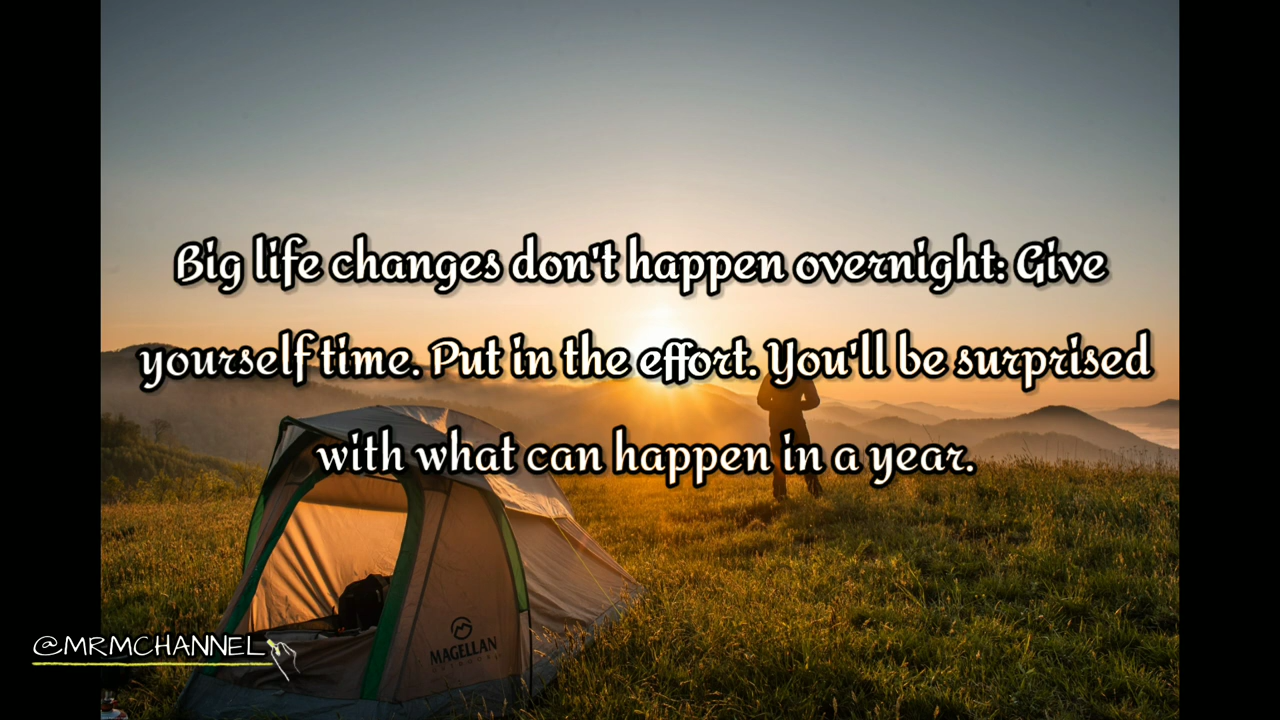 Big life changes don't happen overnight: Give
yourself time. Put in the effort. You'll be surprised
with what can happen in a year.
@MRMCHANNEL
MAGELLAN
OUTDOORS